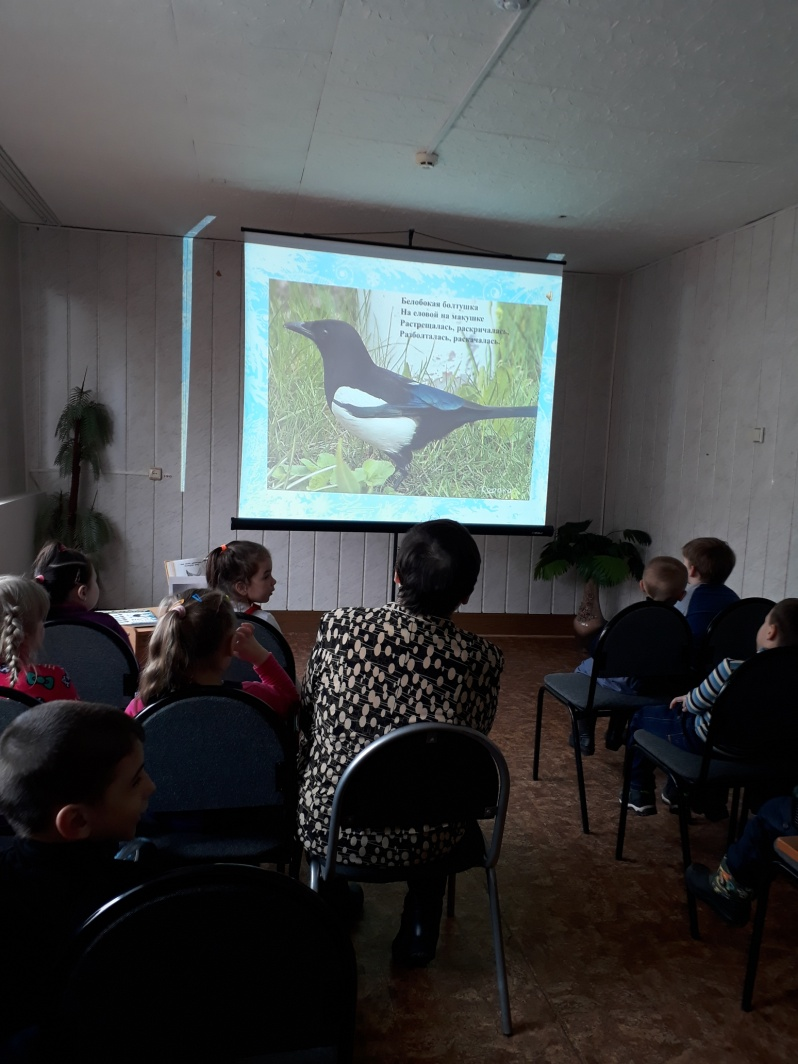 Белобокая болтушка
На еловой на макушке
Растрещалась, раскричалась,
Разболталась, раскачалась.